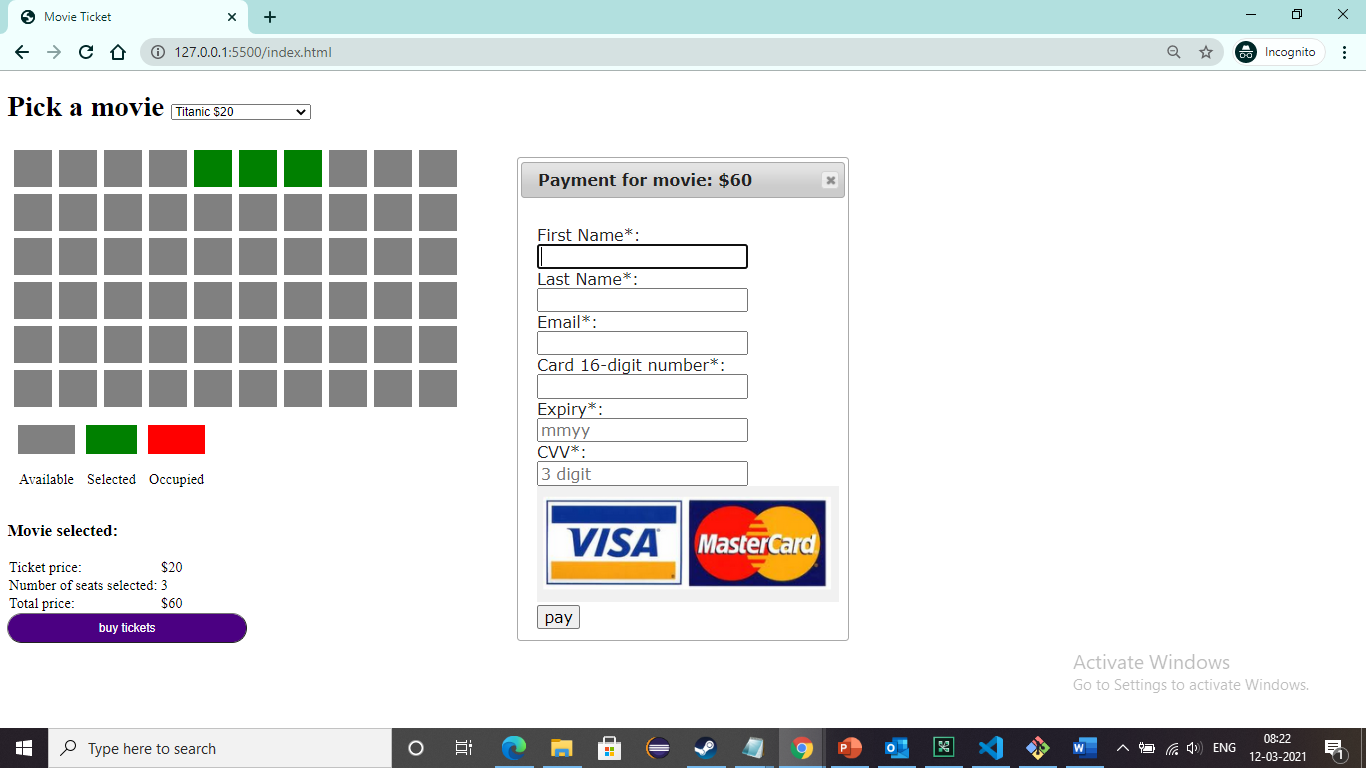 Movie Ticket
127.0.0.1:5500/index.html
Incognito
Pick a movie Titanic $20
Payment for movie: $60
First Name*:
Last Name*:
Email*:
Card 16-digit number*:
Expiry*:
mmyy
CVV*:
3 digit
VISA MasterCard
pay
Available Selected Occupied
Movie selected:
Ticket price: $20
Number of seats selected: 3
Total price: $60
buy tickets
Activate Windows
Go to Settings to activate Windows.
Type here to search
ENG
08:22
12-03-2021
1